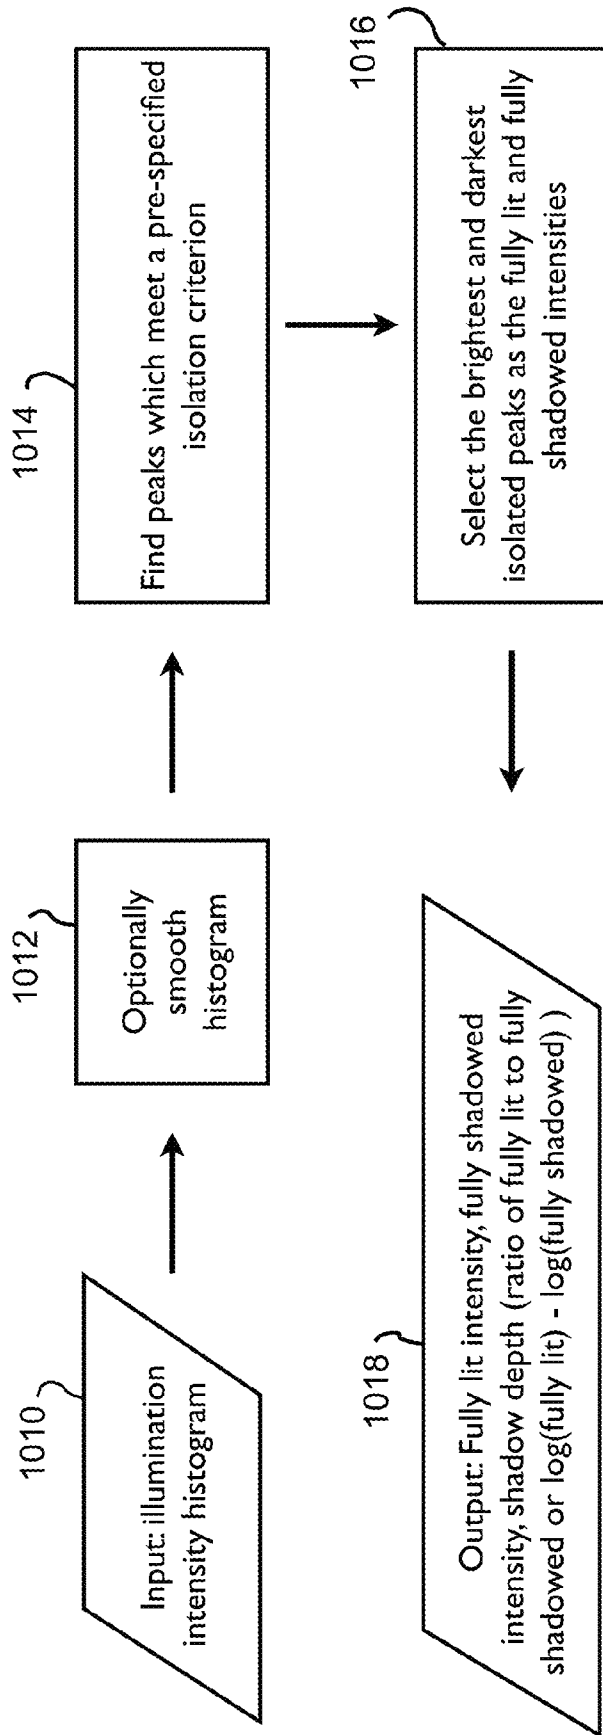 1010
Input: illumination
intensity histogram
1012
Optionally
smooth
histogram
1014
Find peaks which meet a pre-specified
isolation criterion
1016
Select the brightest and darkest
isolated peaks as the fully lit and fully
shadowed intensities
1018
Output: Fully lit intensity, fully shadowed
intensity, shadow depth (ratio of fully lit to fully
shadowed or log(fully lit) - log(fully shadowed) )